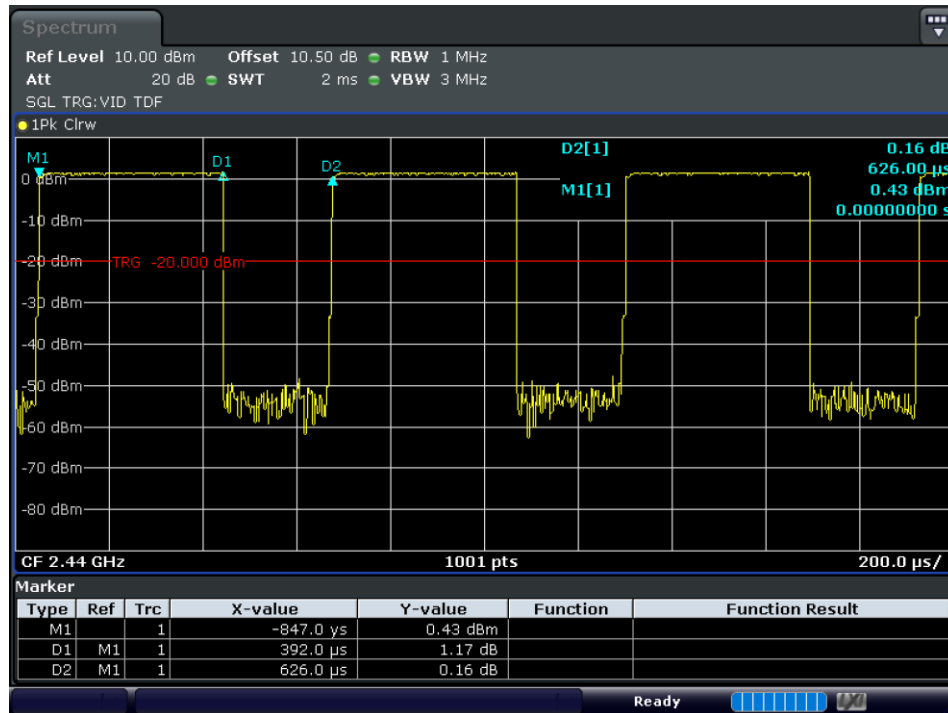 Spectrum
Ref Level 10.00 dBm Offset 10.50 dB RBW 1 MHz
Att 20 dB SWT 2 ms VBW 3 MHz
SGL TRG:VID TDF
1Pk Clrw
D2[1] 0.16 dB
626.00 µs
M1[1] 0.43 dBm
0.00000000 s
M1
D1
D2
0 dBm
-10 dBm
-20 dBm
TRG -20.000 dBm
-30 dBm
-40 dBm
-50 dBm
-60 dBm
-70 dBm
-80 dBm
CF 2.44 GHz 1001 pts 200.0 µs/
Marker
Type Ref Trc X-value Y-value Function Function Result
M1 1 -847.0 ys 0.43 dBm
D1 M1 1 392.0 µs 1.17 dB
D2 M1 1 626.0 µs 0.16 dB
Ready
LXI